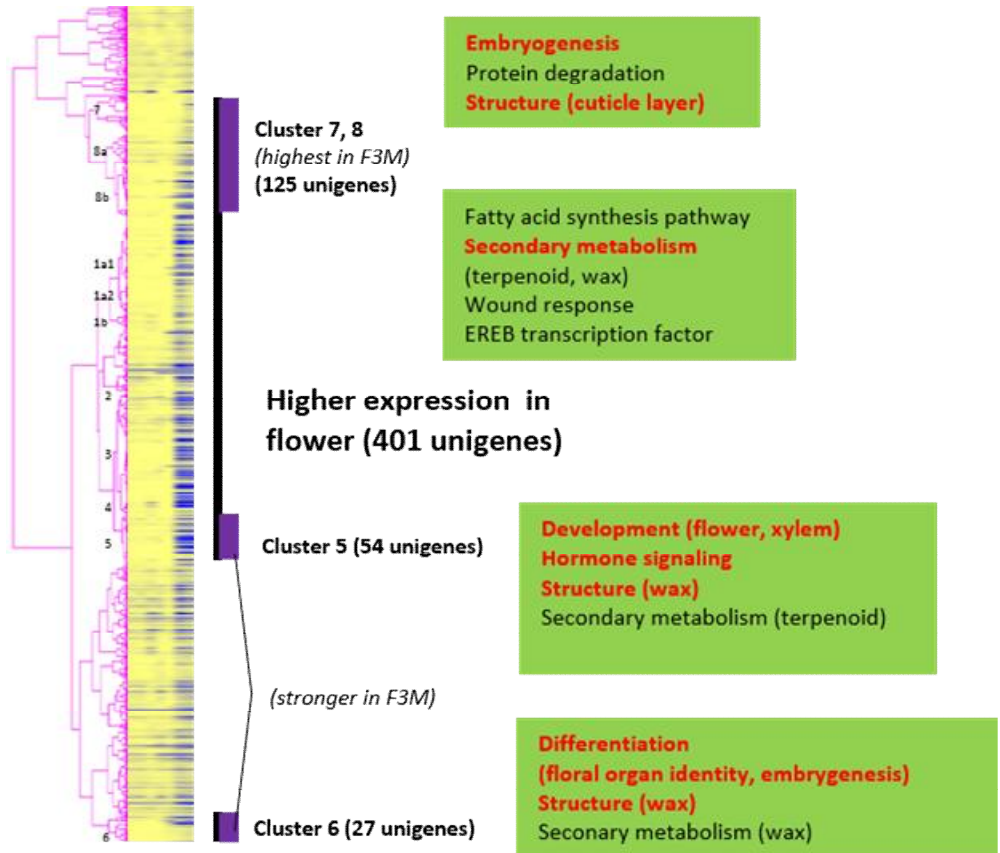 Embryogenesis
Protein degradation
Structure (cuticle layer)
7
Cluster 7, 8
(highest in F3M)
(125 unigenes)
8a
8b
Fatty acid synthesis pathway
Secondary metabolism
(terpenoid, wax)
Wound response
EREB transcription factor
1a1
1a2
1b
2
Higher expression in
flower (401 unigenes)
3
4
5
Cluster 5 (54 unigenes)
Development (flower, xylem)
Hormone signaling
Structure (wax)
Secondary metabolism (terpenoid)
(stronger in F3M)
Differentiation
(floral organ identity, embrygenesis)
Structure (wax)
Seconary metabolism (wax)
6
Cluster 6 (27 unigenes)